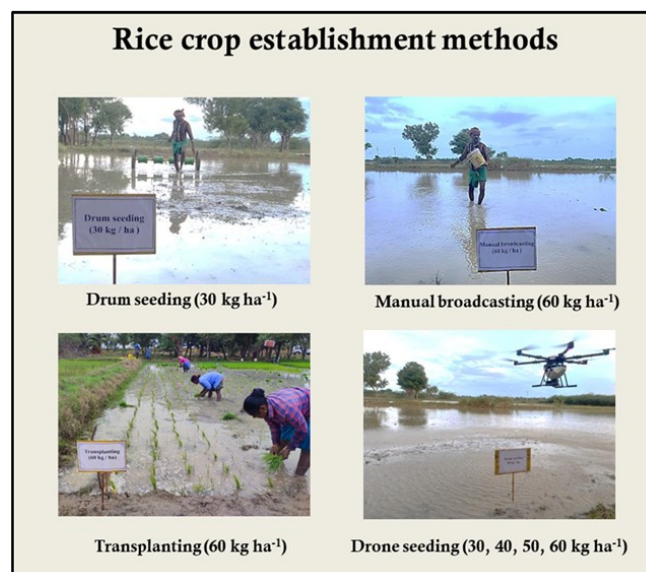 Rice crop establishment methods
Drum seeding
(30 kg / ha)
Manual broadcasting
(60 kg / ha)
Drum seeding (30 kg ha⁻¹)
Manual broadcasting (60 kg ha⁻¹)
Transplanting
(60 kg / ha)
Transplanting (60 kg ha⁻¹)
Drone seeding (30, 40, 50, 60 kg ha⁻¹)